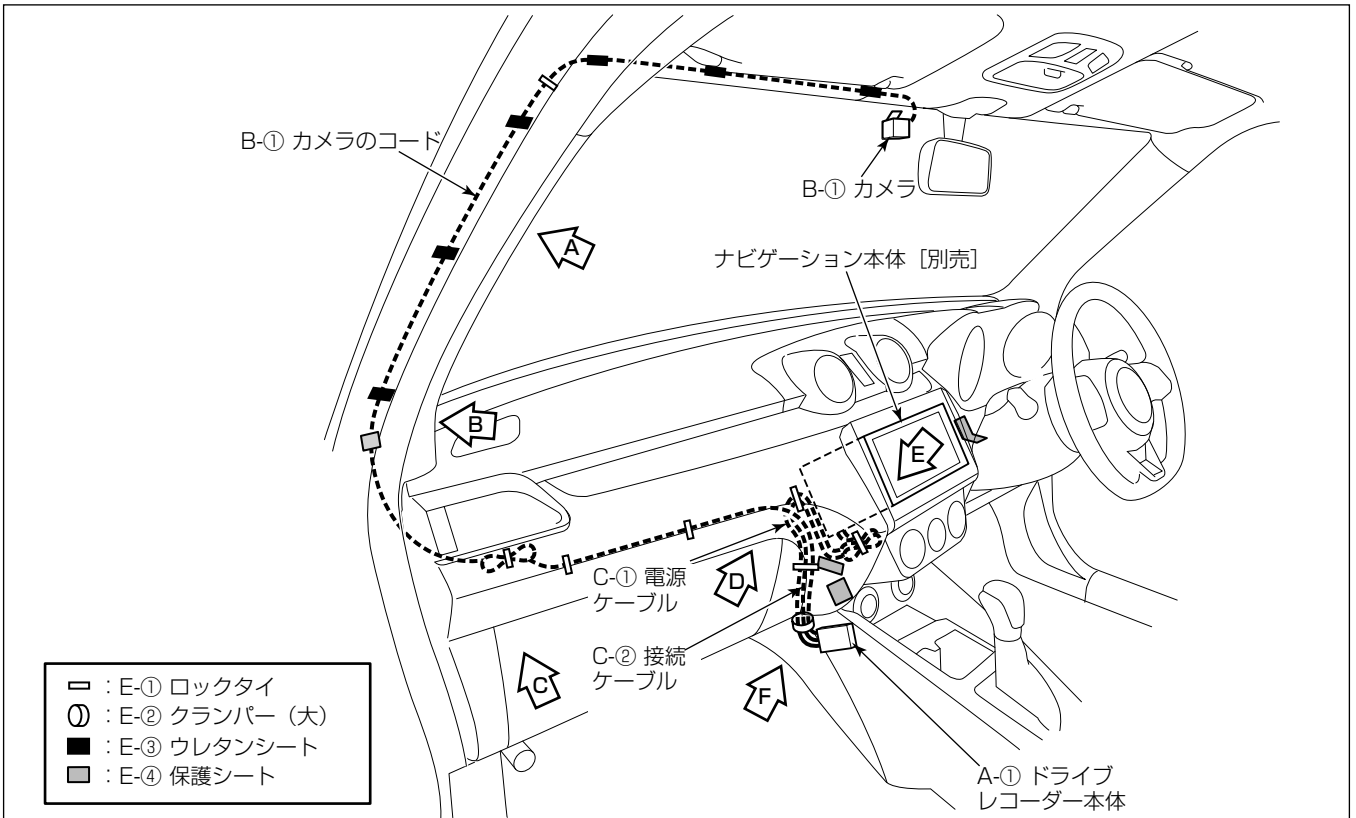 B-① カメラのコード
B-① カメラ
A
ナビゲーション本体［別売］
B
E
C-① 電源
ケーブル
D
C-② 接続
ケーブル
C
F
A-① ドライブ
レコーダー本体
：E-① ロックタイ
：E-② クランパー（大）
：E-③ ウレタンシート
：E-④ 保護シート